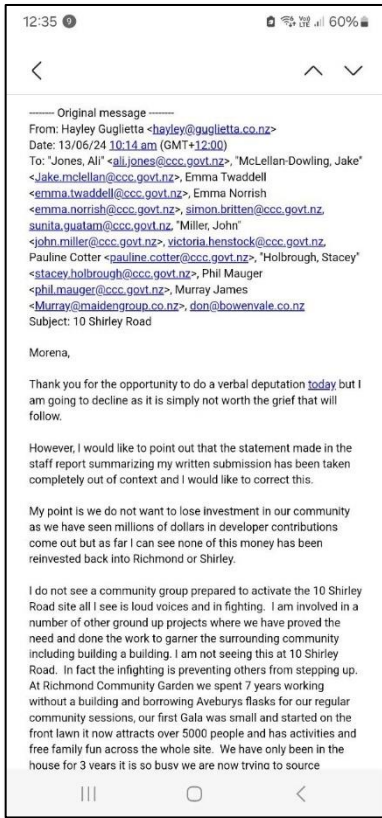 12:35 9 60%
-------- Original message --------
From: Hayley Guglietta <hayley@guglietta.co.nz>
Date: 13/06/24 10:14 am (GMT+12:00)
To: "Jones, Ali" <ali.jones@ccc.govt.nz>, "McLellan-Dowling, Jake"
<Jake.mclellan@ccc.govt.nz>, Emma Twaddell
<emma.twaddell@ccc.govt.nz>, Emma Norrish
<emma.norrish@ccc.govt.nz>, simon.britten@ccc.govt.nz,
sunita.guatam@ccc.govt.nz, "Miller, John"
<john.miller@ccc.govt.nz>, victoria.henstock@ccc.govt.nz,
Pauline Cotter <pauline.cotter@ccc.govt.nz>, "Holbrough, Stacey"
<stacey.holbrough@ccc.govt.nz>, Phil Mauger
<phil.mauger@ccc.govt.nz>, Murray James
<Murray@maidengroup.co.nz>, don@bowenvale.co.nz
Subject: 10 Shirley Road
Morena,
Thank you for the opportunity to do a verbal deputation today but I
am going to decline as it is simply not worth the grief that will
follow.
However, I would like to point out that the statement made in the
staff report summarizing my written submission has been taken
completely out of context and I would like to correct this.
My point is we do not want to lose investment in our community
as we have seen millions of dollars in developer contributions
come out but as far I can see none of this money has been
reinvested back into Richmond or Shirley.
I do not see a community group prepared to activate the 10 Shirley
Road site all I see is loud voices and in fighting. I am involved in a
number of other ground up projects where we have proved the
need and done the work to garner the surrounding community
including building a building. I am not seeing this at 10 Shirley
Road. In fact the infighting is preventing others from stepping up.
At Richmond Community Garden we spent 7 years working
without a building and borrowing Aveburys flasks for our regular
community sessions, our first Gala was small and started on the
front lawn it now attracts over 5000 people and has activities and
free family fun across the whole site. We have only been in the
house for 3 years it is so busy we are now trying to source